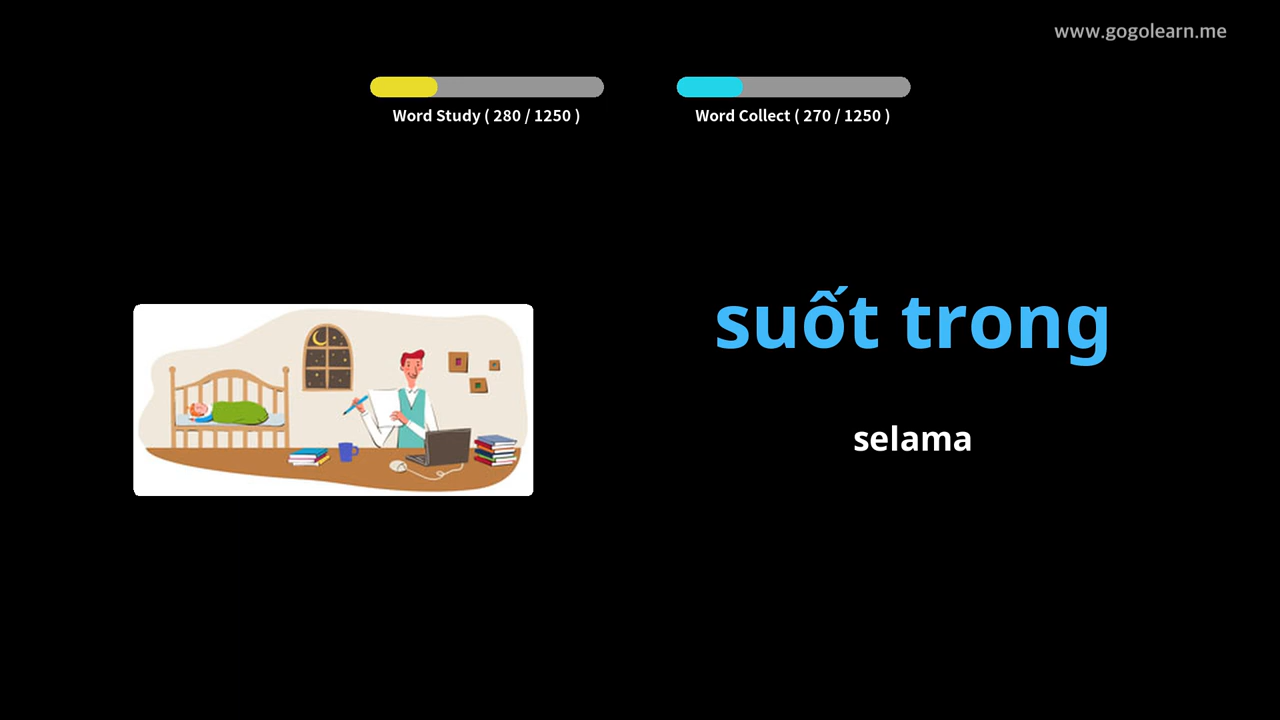 www.gogolearn.me
Word Study ( 280 / 1250 )
Word Collect ( 270 / 1250 )
suốt trong
selama